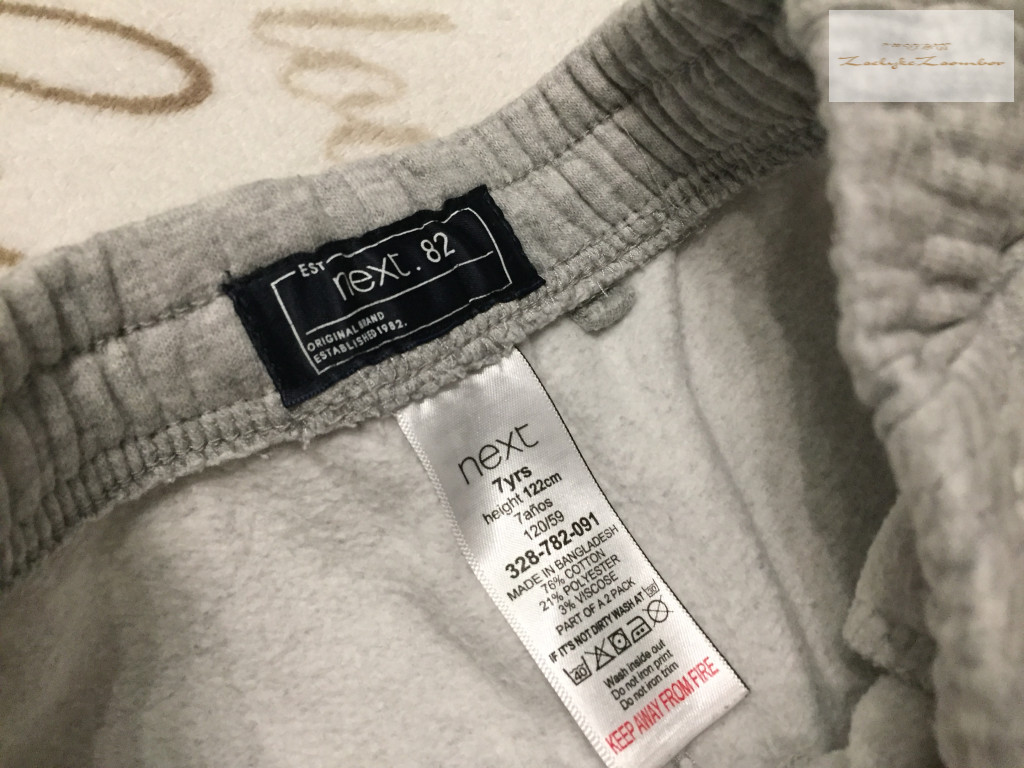 EST next. 82
ORIGINAL BRAND
ESTABLISHED 1982.
next
7yrs
height 122cm
7años
120/59
328-782-091
MADE IN BANGLADESH
76% COTTON
21% POLYESTER
3% VISCOSE
PART OF A 2 PACK
IF IT'S NOT DIRTY WASH AT 30
40
Wash inside out
Do not iron print
Do not iron trim
KEEP AWAY FROM FIRE